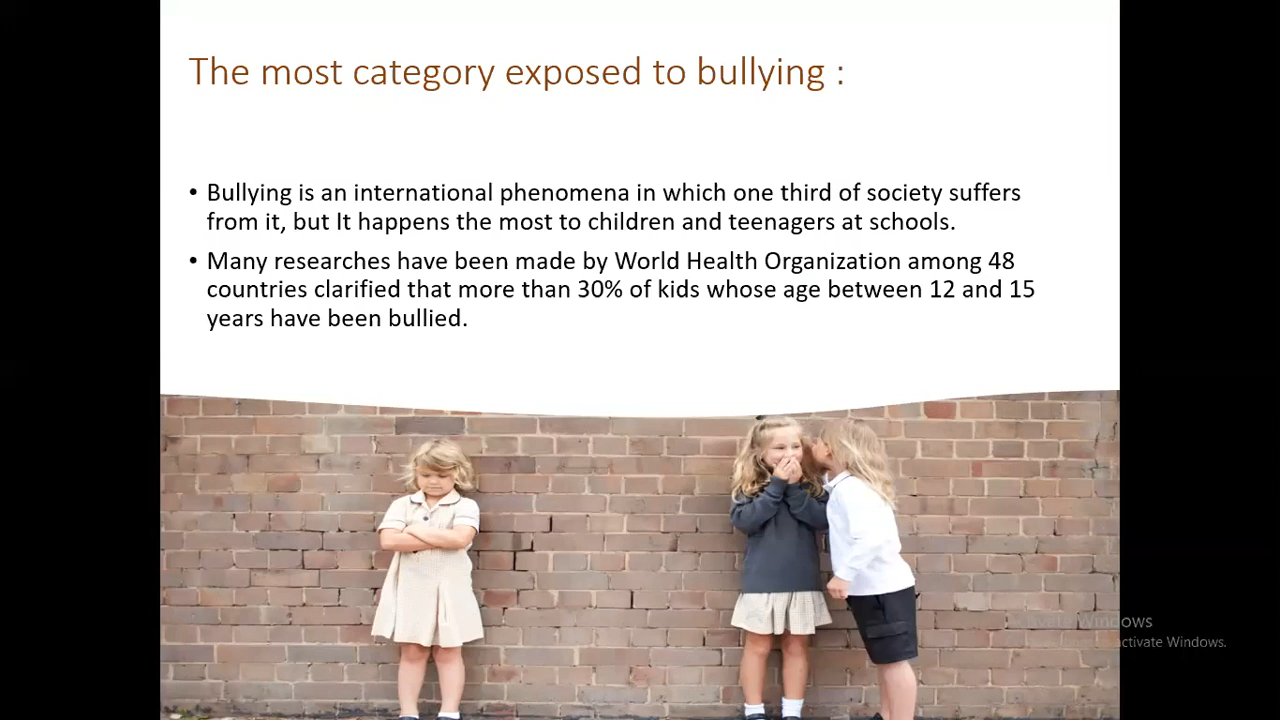 The most category exposed to bullying :
• Bullying is an international phenomena in which one third of society suffers
from it, but It happens the most to children and teenagers at schools.
• Many researches have been made by World Health Organization among 48
countries clarified that more than 30% of kids whose age between 12 and 15
years have been bullied.
Windows
activate Windows.